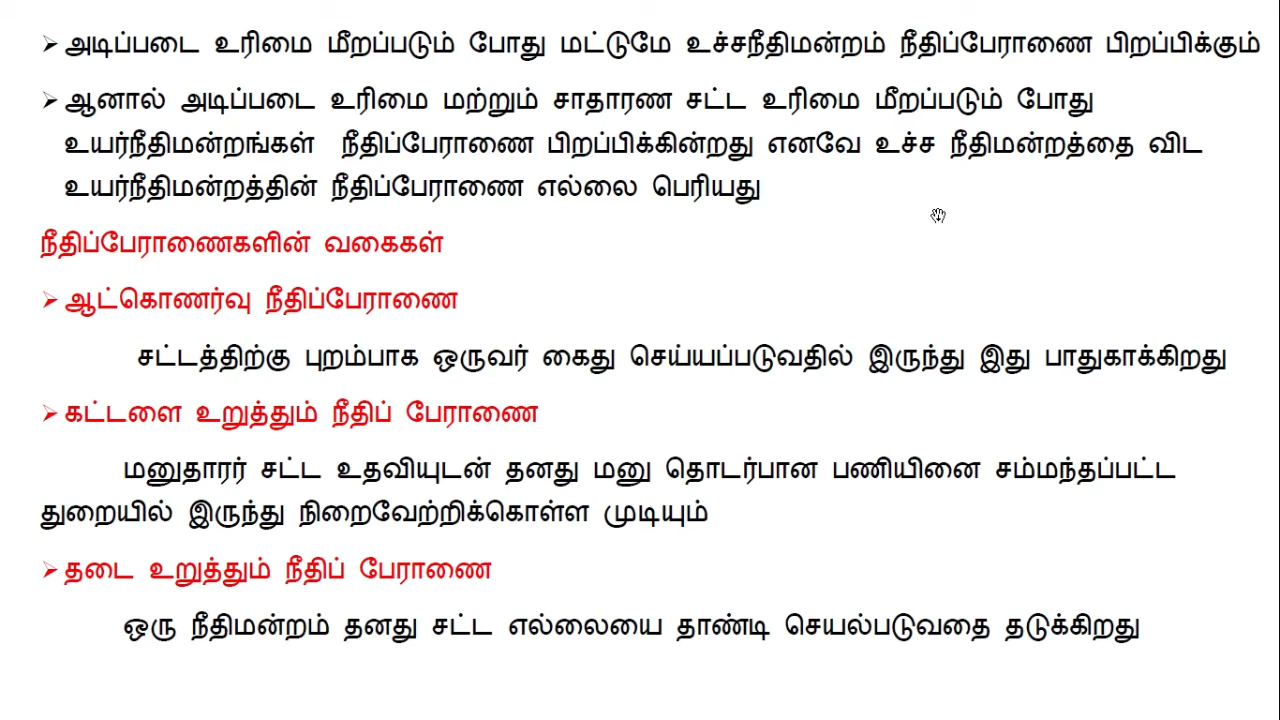 ➢அடிப்படை உரிமை மீறப்படும் போது மட்டுமே உச்சநீதிமன்றம் நீதிப்பேராணை பிறப்பிக்கும்
➢ஆனால் அடிப்படை உரிமை மற்றும் சாதாரண சட்ட உரிமை மீறப்படும் போது
உயர்நீதிமன்றங்கள் நீதிப்பேராணை பிறப்பிக்கின்றது எனவே உச்ச நீதிமன்றத்தை விட
உயர்நீதிமன்றத்தின் நீதிப்பேராணை எல்லை பெரியது
நீதிப்பேராணைகளின் வகைகள்
➢ஆட்கொணர்வு நீதிப்பேராணை
சட்டத்திற்கு புறம்பாக ஒருவர் கைது செய்யப்படுவதில் இருந்து இது பாதுகாக்கிறது
➢கட்டளை உறுத்தும் நீதிப் பேராணை
மனுதாரர் சட்ட உதவியுடன் தனது மனு தொடர்பான பணியினை சம்மந்தப்பட்ட
துறையில் இருந்து நிறைவேற்றிக்கொள்ள முடியும்
➢தடை உறுத்தும் நீதிப் பேராணை
ஒரு நீதிமன்றம் தனது சட்ட எல்லையை தாண்டி செயல்படுவதை தடுக்கிறது